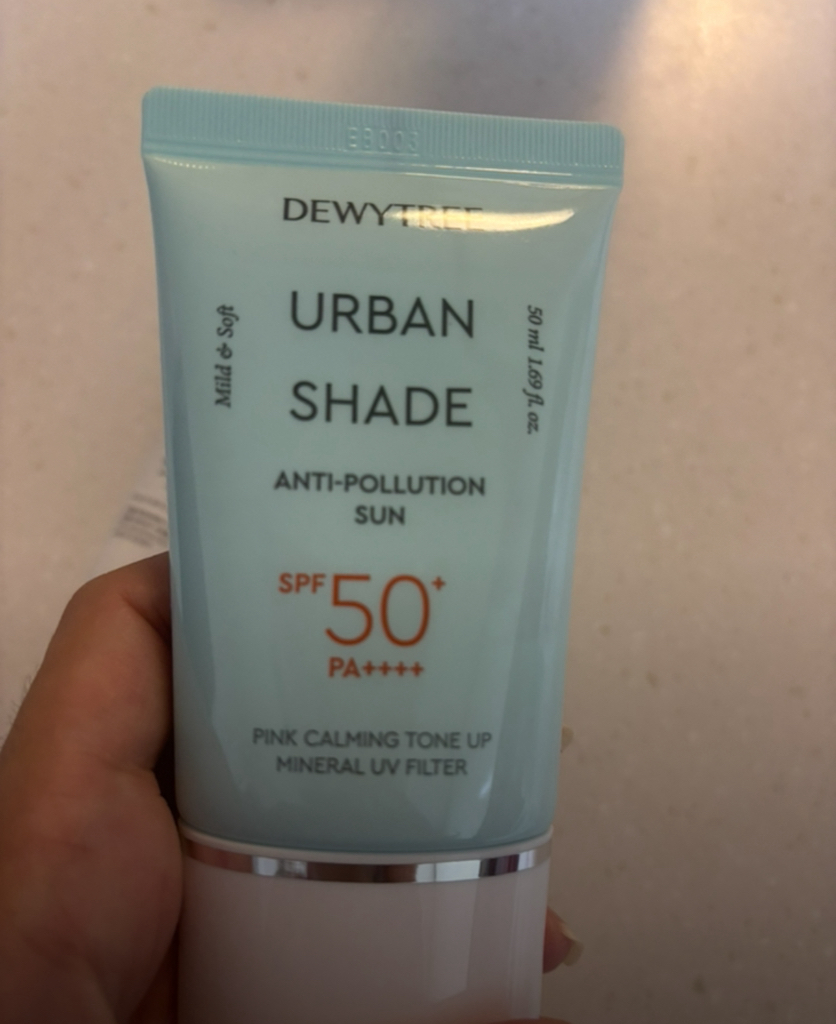 DEWYTREE
URBAN
SHADE
Mild & Soft
50 ml 1.69 fl. oz.
ANTI-POLLUTION
SUN
SPF 50+
PA++++
PINK CALMING TONE UP
MINERAL UV FILTER